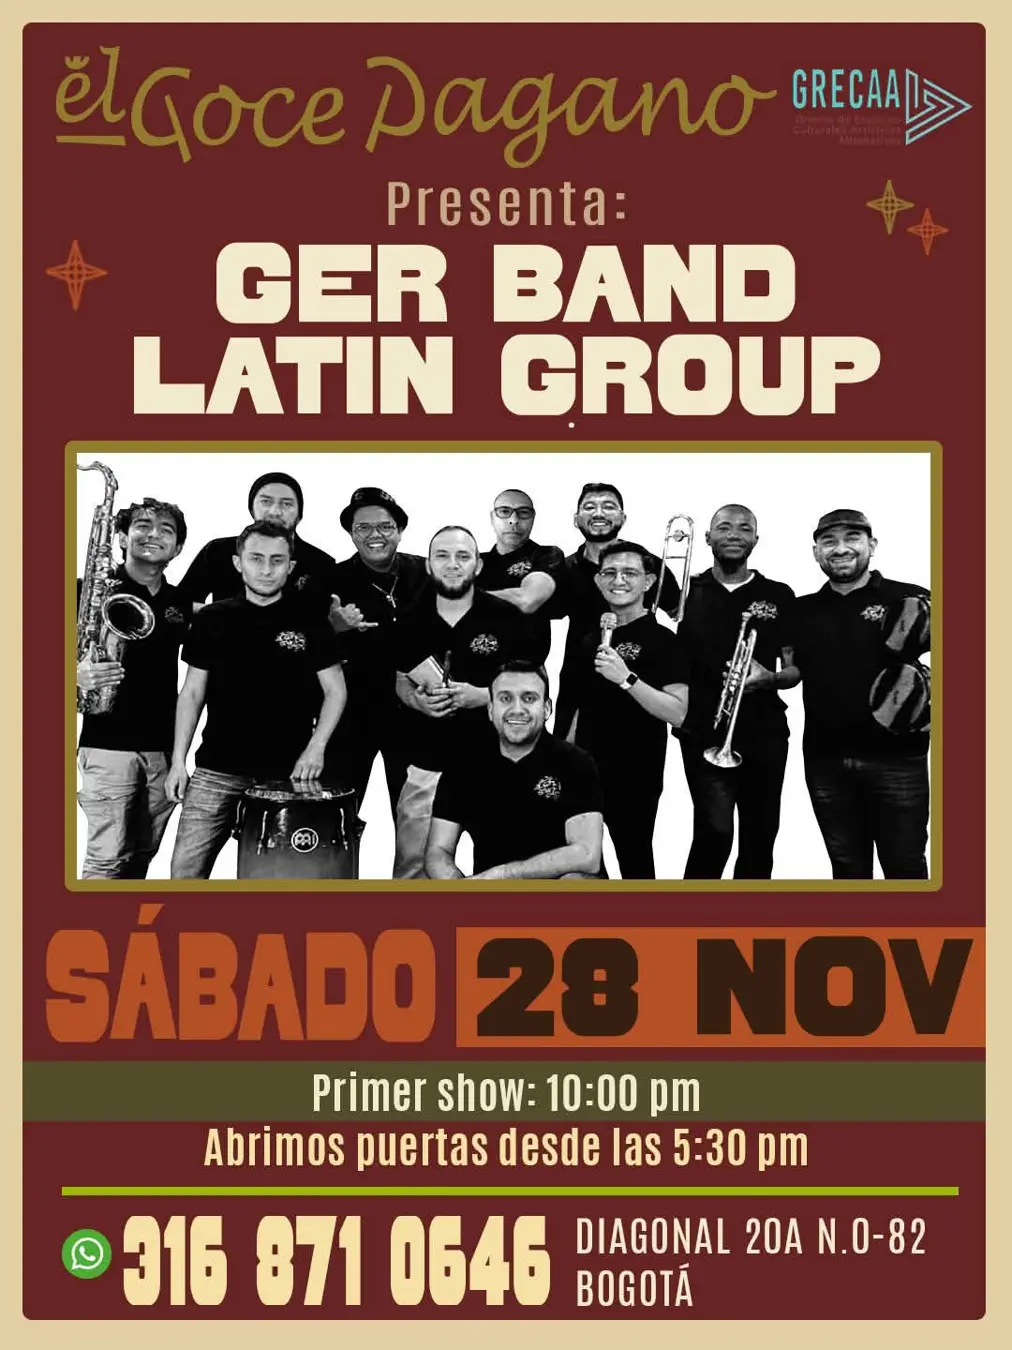 el Goce Pagano
GRECAA
Presenta:
GER BAND
LATIN GROUP
SÁBADO 28 NOV
Primer show: 10:00 pm
Abrimos puertas desde las 5:30 pm
316 871 0646
DIAGONAL 20A N.0-82
BOGOTÁ